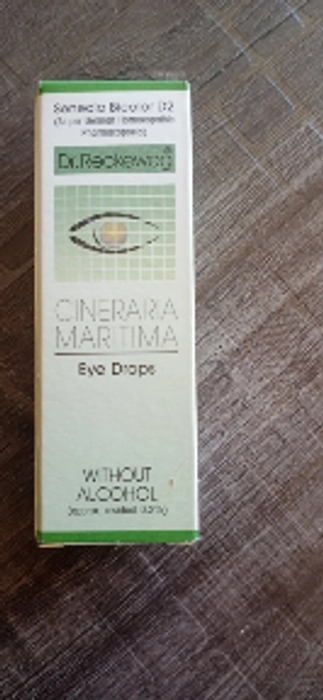 Senecio Bicolor D2
Dr. Reckeweg
CINERARIA
MARITIMA
Eye Drops
WITHOUT
ALCOHOL